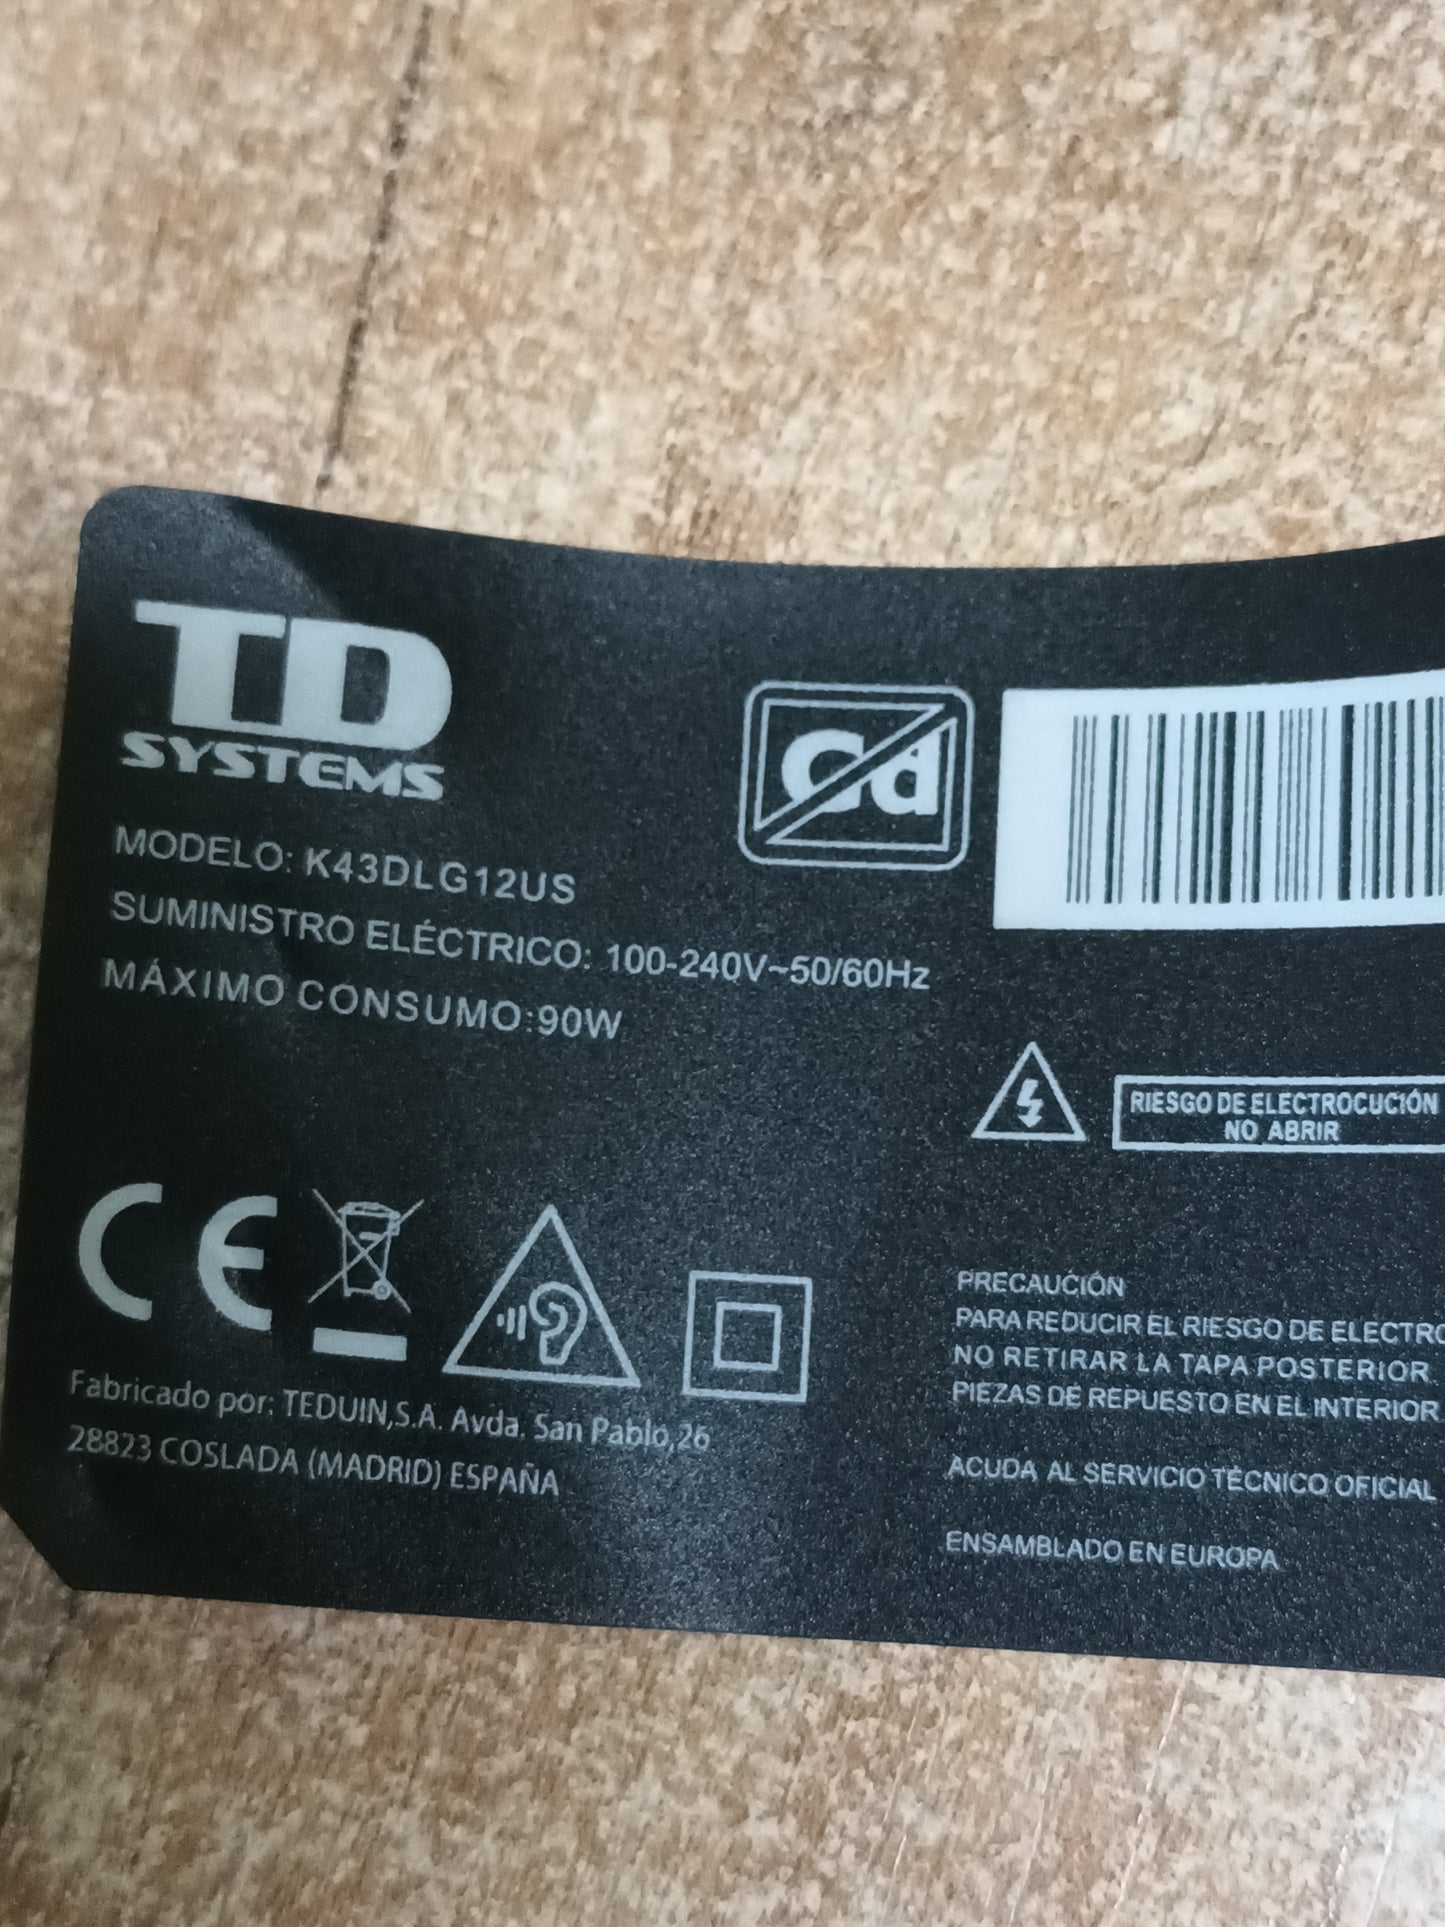 TD
SYSTEMS
Cd
MODELO: K43DLG12US
SUMINISTRO ELÉCTRICO: 100-240V~50/60Hz
MÁXIMO CONSUMO:90W
RIESGO DE ELECTROCUCIÓN
NO ABRIR
CE
Fabricado por: TEDUIN,S.A. Avda. San Pablo,26
28823 COSLADA (MADRID) ESPAÑA
PRECAUCIÓN
PARA REDUCIR EL RIESGO DE ELECTRO
NO RETIRAR LA TAPA POSTERIOR.
PIEZAS DE REPUESTO EN EL INTERIOR
ACUDA AL SERVICIO TÉCNICO OFICIAL
ENSAMBLADO EN EUROPA